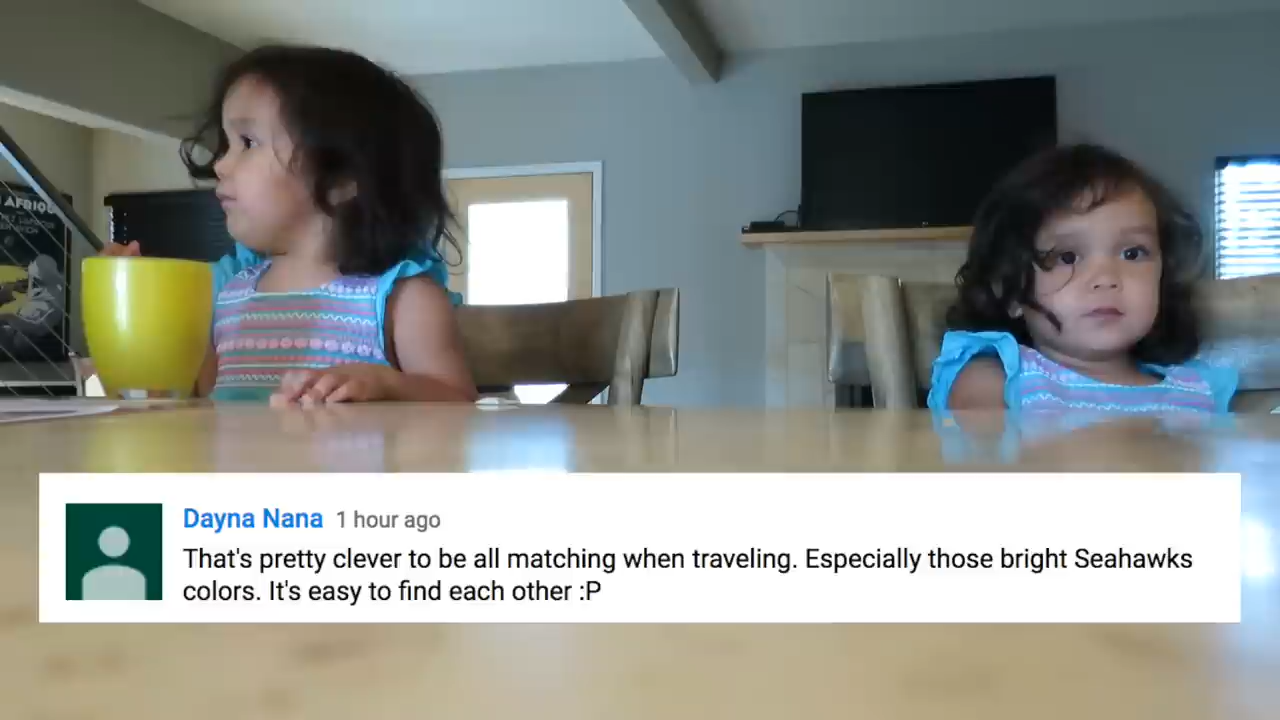 AFRIQU
Dayna Nana 1 hour ago
That's pretty clever to be all matching when traveling. Especially those bright Seahawks
colors. It's easy to find each other :P